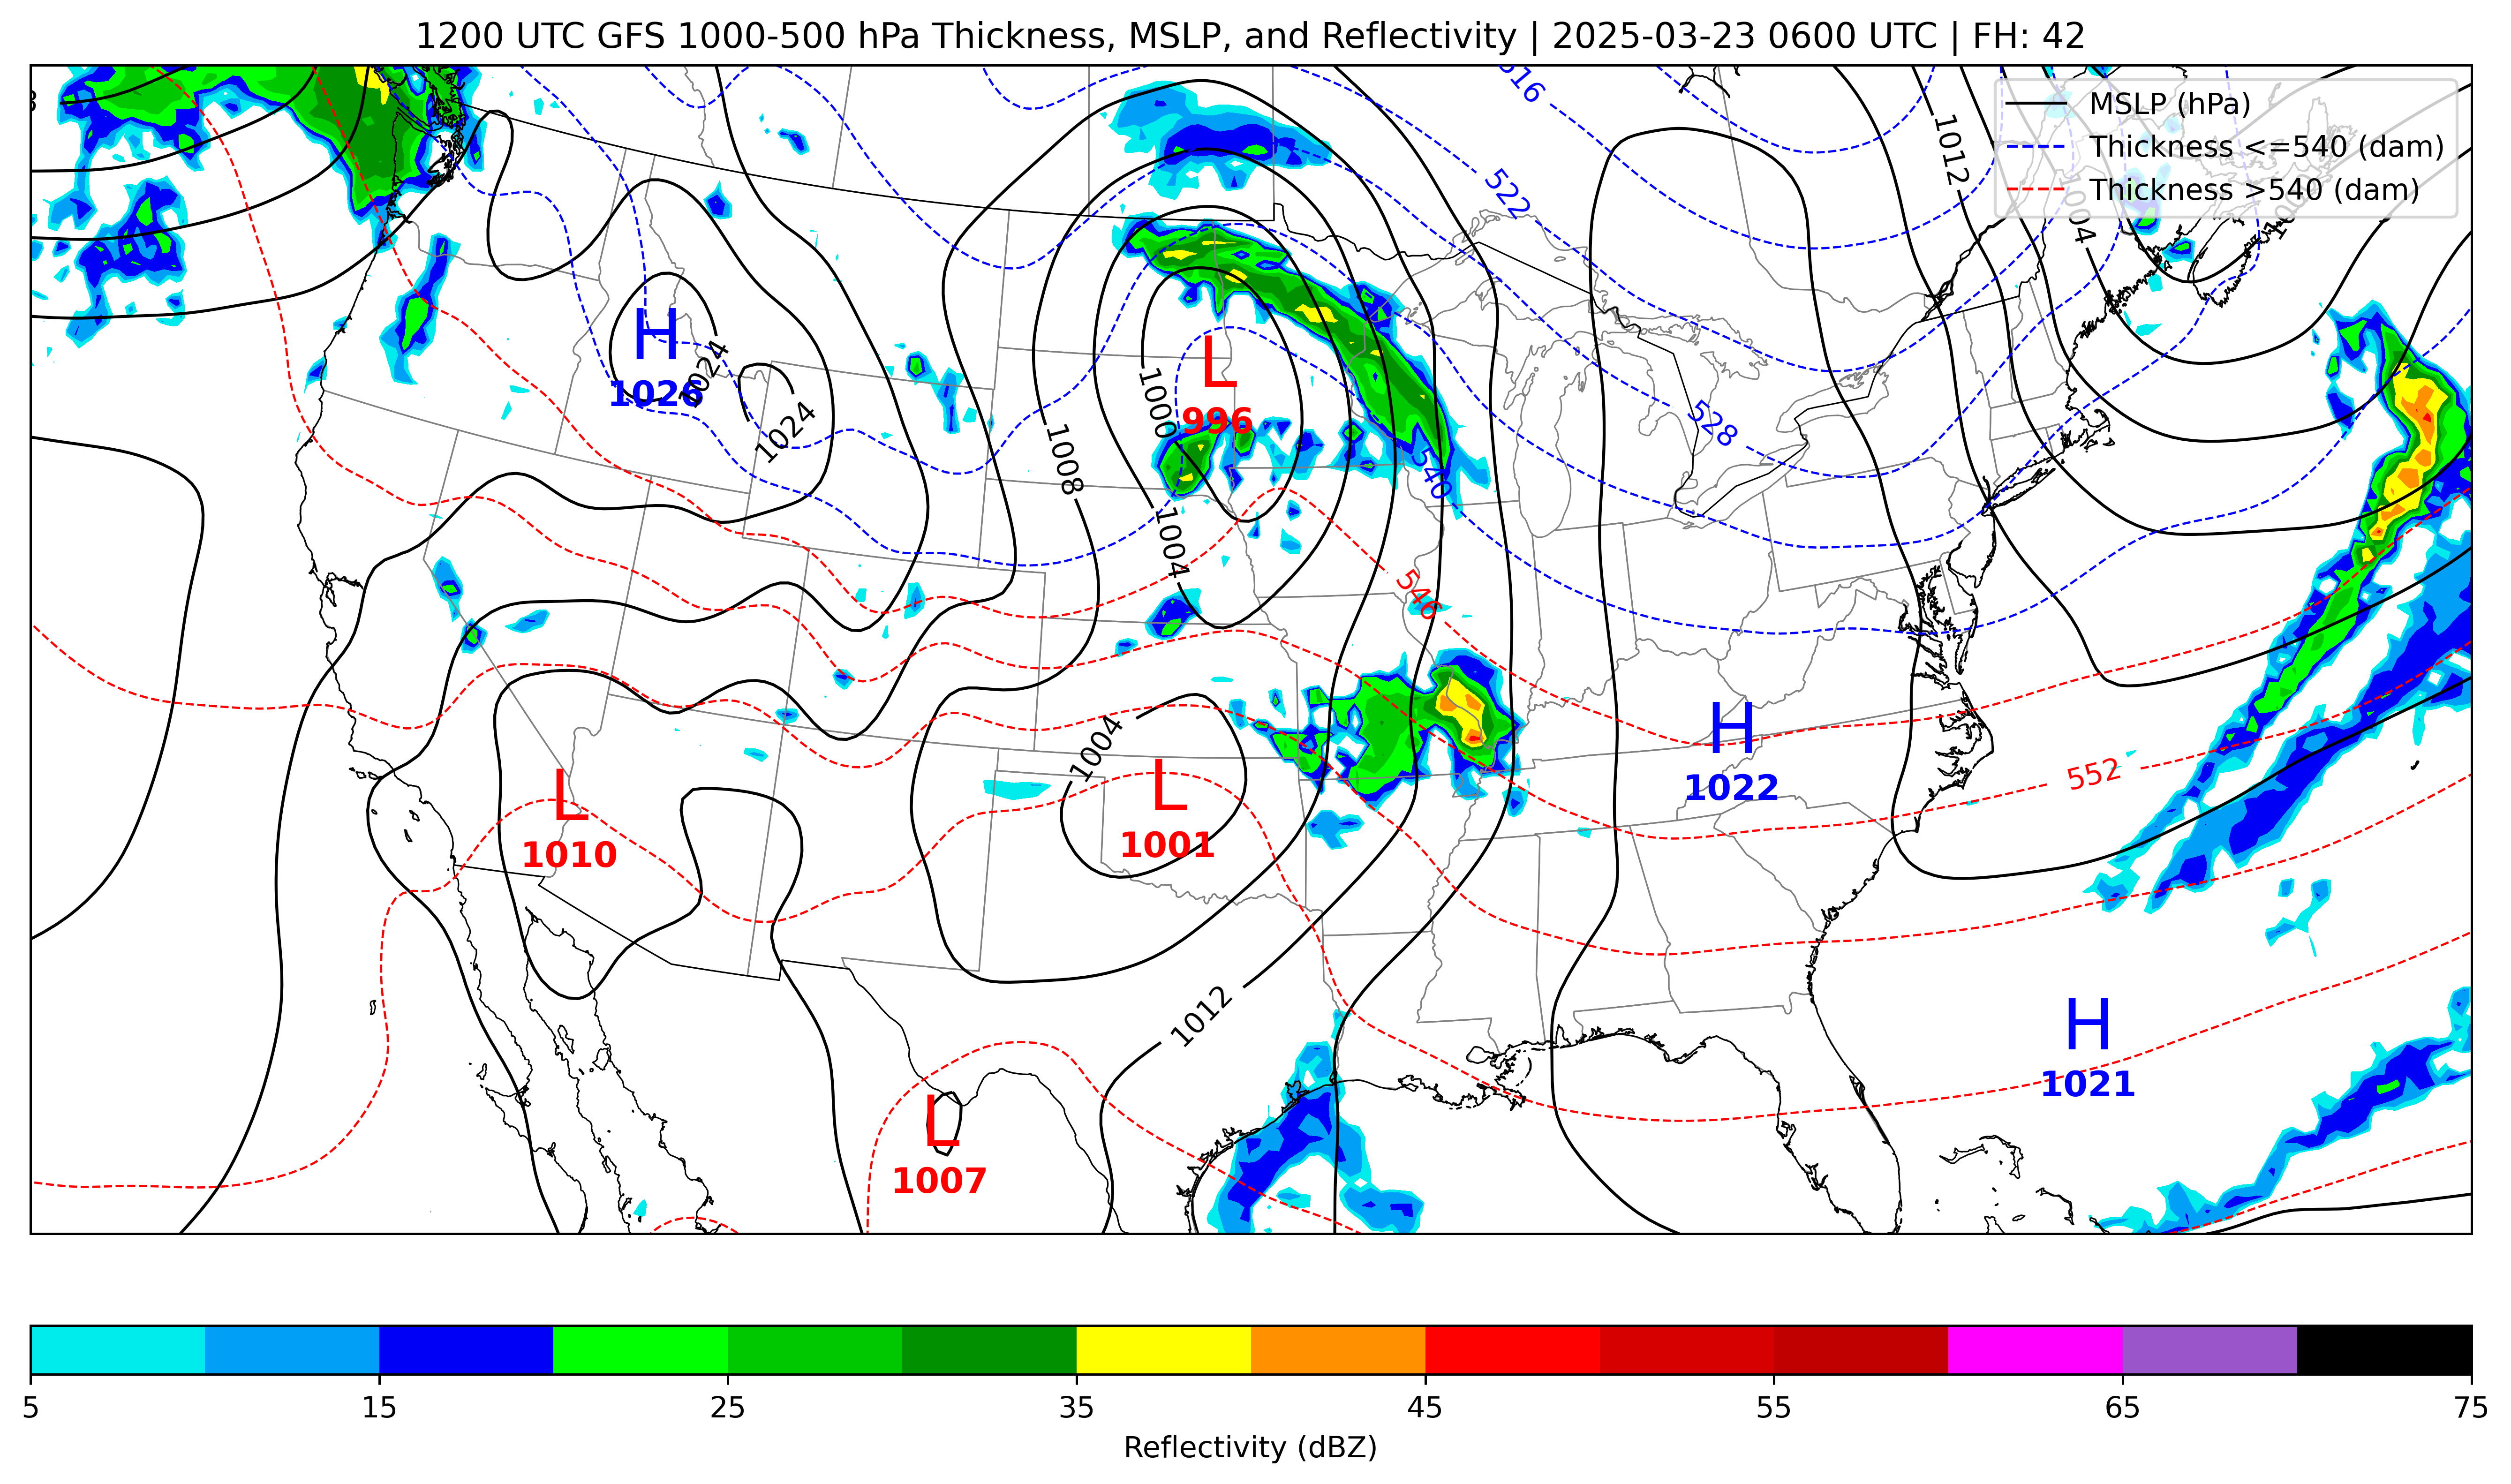 1200 UTC GFS 1000-500 hPa Thickness, MSLP, and Reflectivity | 2025-03-23 0600 UTC | FH: 42
MSLP (hPa)
Thickness <=540 (dam)
Thickness >540 (dam)
516
1012
522
1004
H
1026
1024
1024
L
996
1000
528
1008
540
1004
546
1004
H
1022
552
L
1010
L
1001
1012
H
1021
L
1007
5
15
25
35
45
55
65
75
Reflectivity (dBZ)